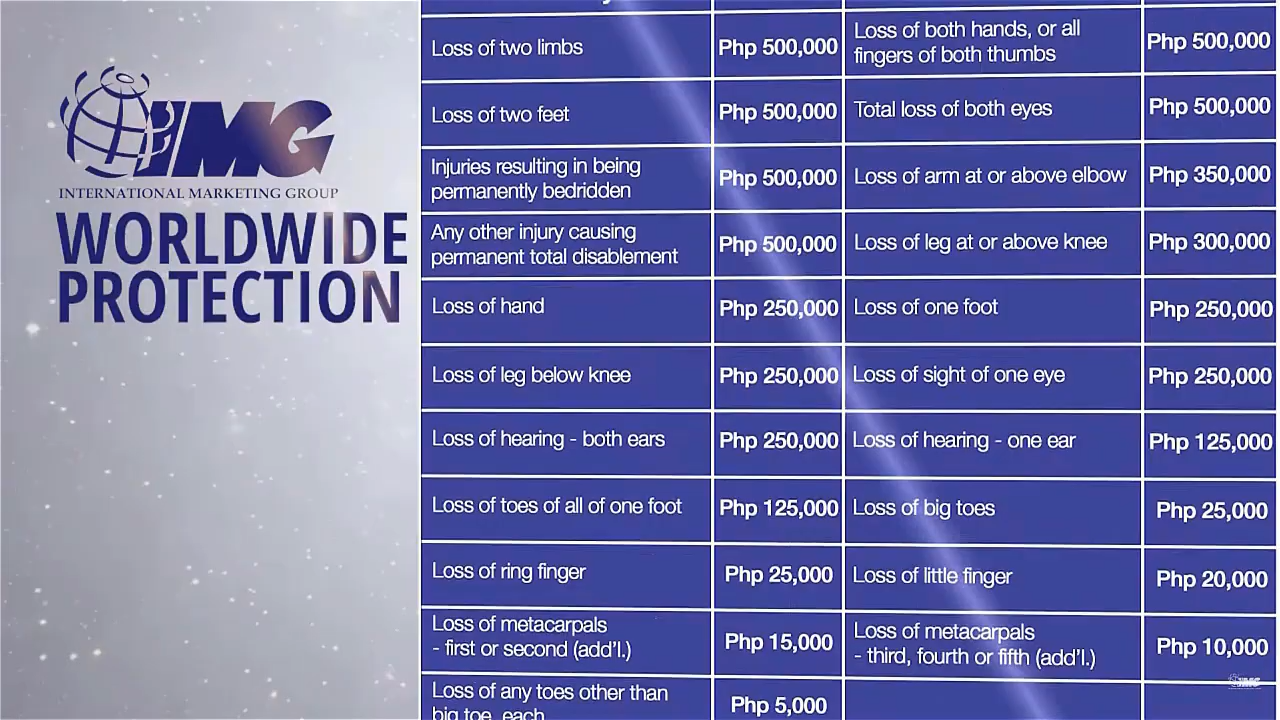 IMG
INTERNATIONAL MARKETING GROUP
WORLDWIDE
PROTECTION
Loss of two limbs
Php 500,000
Loss of both hands, or all
fingers of both thumbs
Php 500,000
Loss of two feet
Php 500,000
Total loss of both eyes
Php 500,000
Injuries resulting in being
permanently bedridden
Php 500,000
Loss of arm at or above elbow
Php 350,000
Any other injury causing
permanent total disablement
Php 500,000
Loss of leg at or above knee
Php 300,000
Loss of hand
Php 250,000
Loss of one foot
Php 250,000
Loss of leg below knee
Php 250,000
Loss of sight of one eye
Php 250,000
Loss of hearing - both ears
Php 250,000
Loss of hearing - one ear
Php 125,000
Loss of toes of all of one foot
Php 125,000
Loss of big toes
Php 25,000
Loss of ring finger
Php 25,000
Loss of little finger
Php 20,000
Loss of metacarpals
- first or second (add'l.)
Php 15,000
Loss of metacarpals
- third, fourth or fifth (add'l.)
Php 10,000
Loss of any toes other than
big toe, each
Php 5,000
IMG